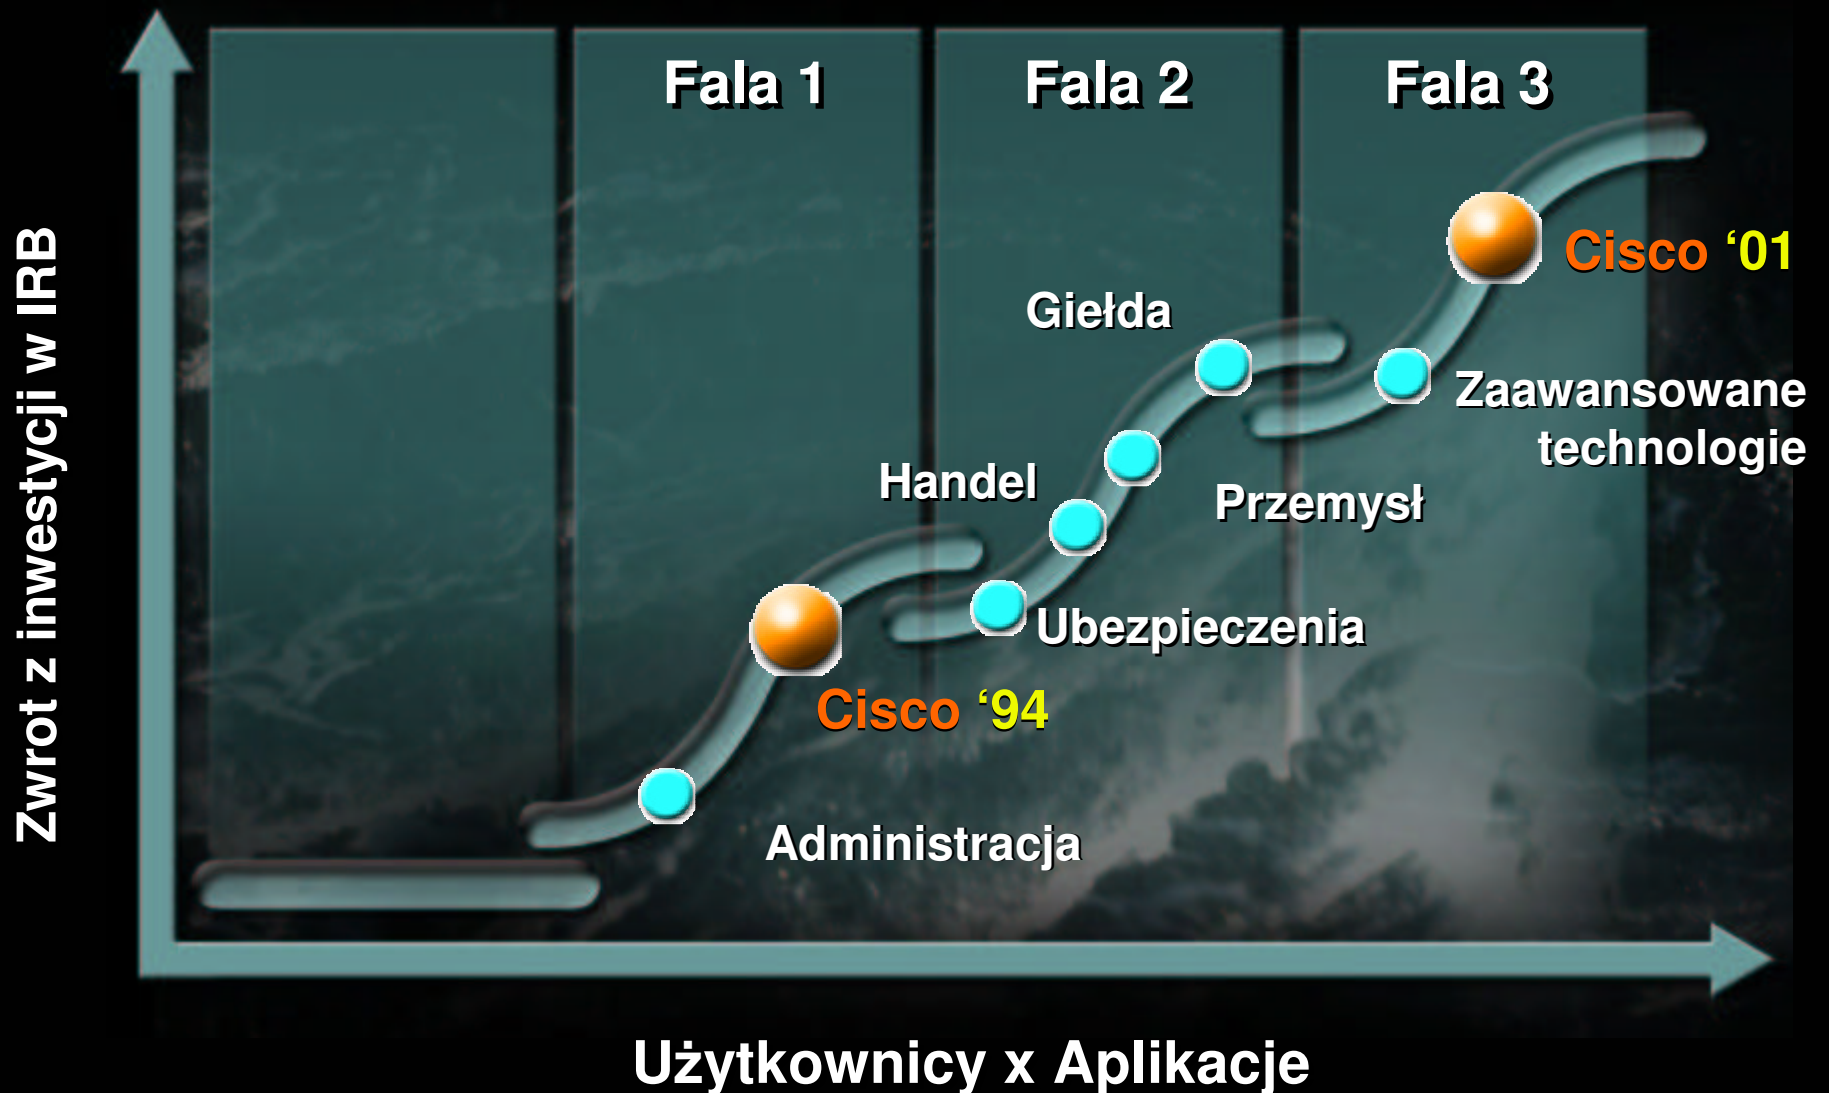 Fala 1
Fala 2
Fala 3
Zwrot z inwestycji w IRB
Cisco ‘01
Giełda
Zaawansowane
technologie
Handel
Przemysł
Ubezpieczenia
Cisco ‘94
Administracja
Użytkownicy x Aplikacje